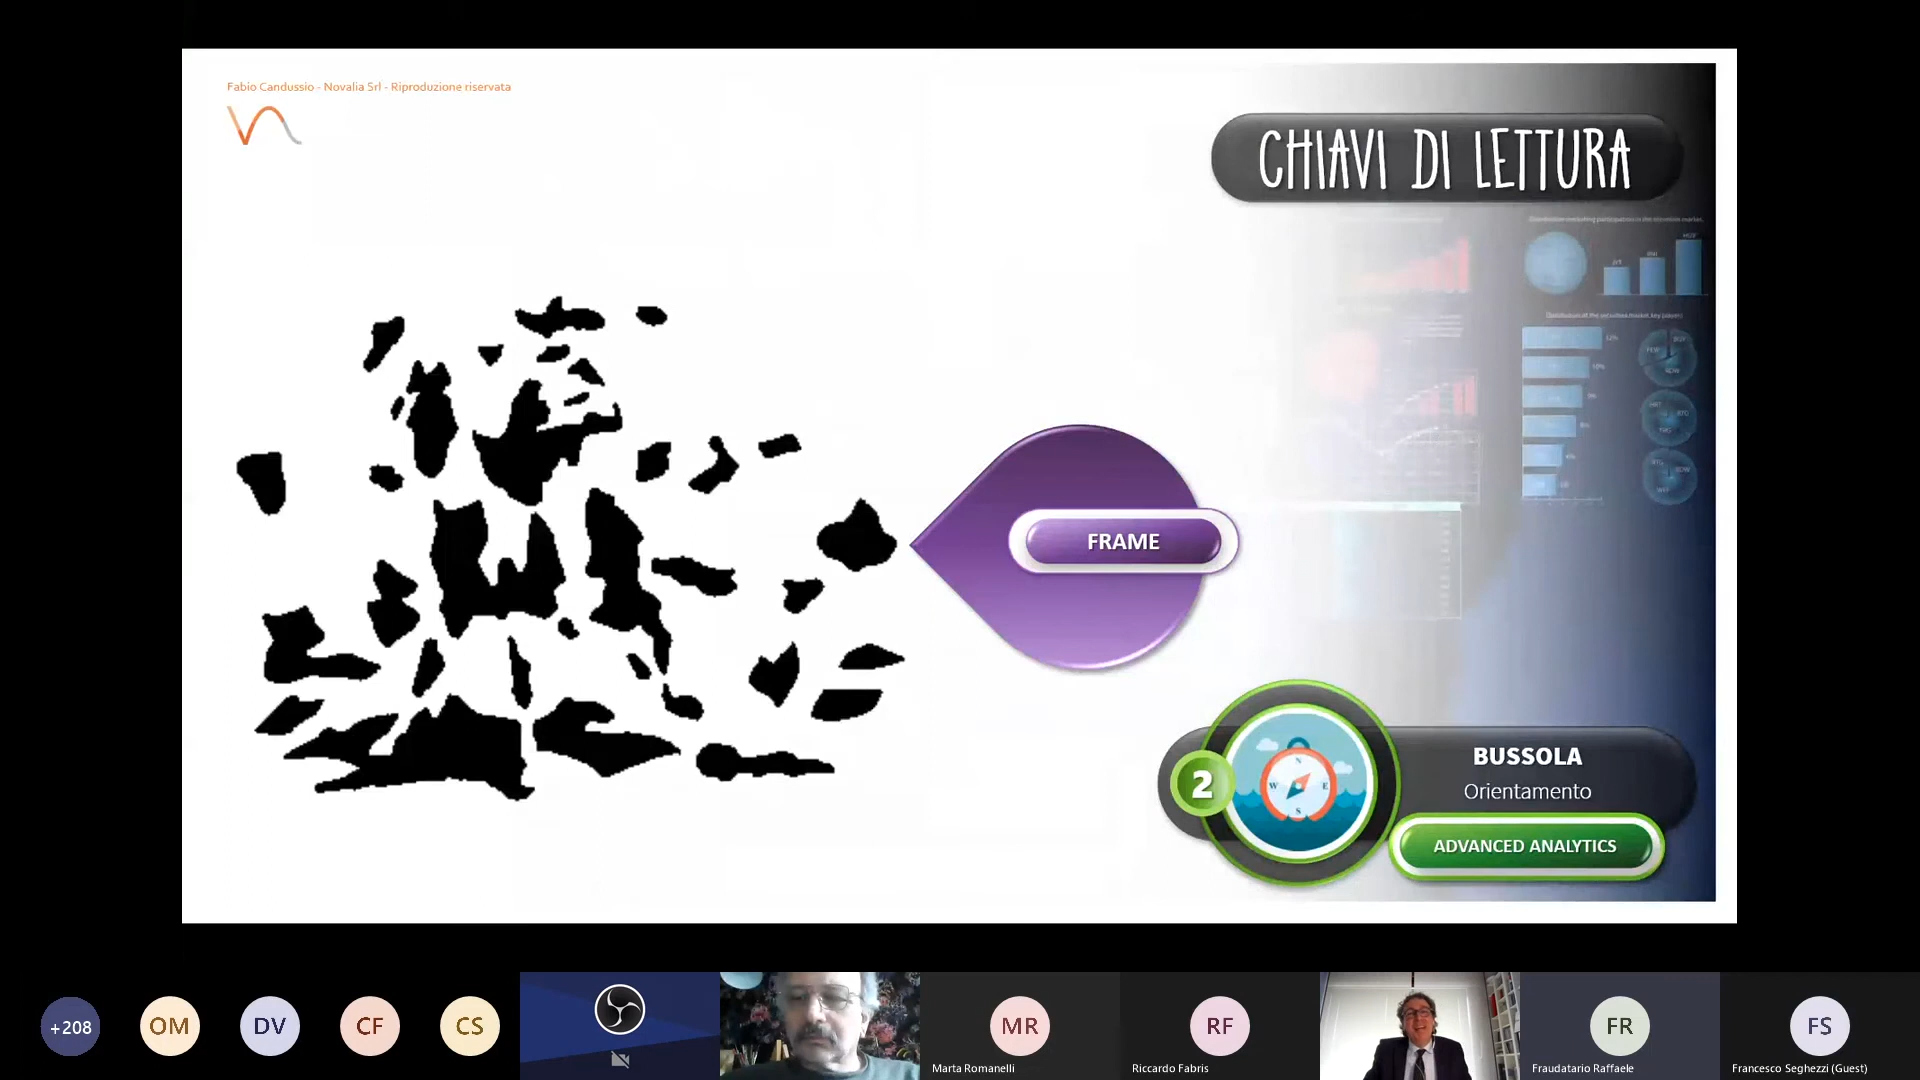 Fabio Candussio - Novalia Srl - Riproduzione riservata
CHIAVI DI LETTURA
FRAME
2
BUSSOLA
Orientamento
ADVANCED ANALYTICS
N
W
E
S
+208
OM
DV
CF
CS
MR
RF
FR
FS
Marta Romanelli
Riccardo Fabris
Fraudatario Raffaele
Francesco Seghezzi (Guest)